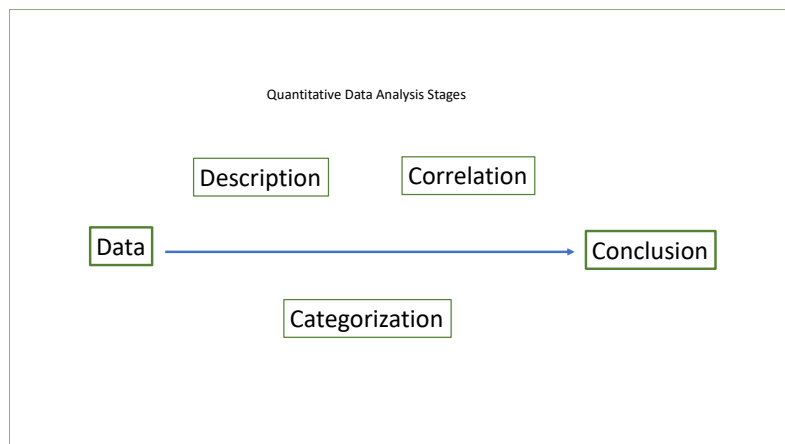 Quantitative Data Analysis Stages
Description
Correlation
Data
Conclusion
Categorization